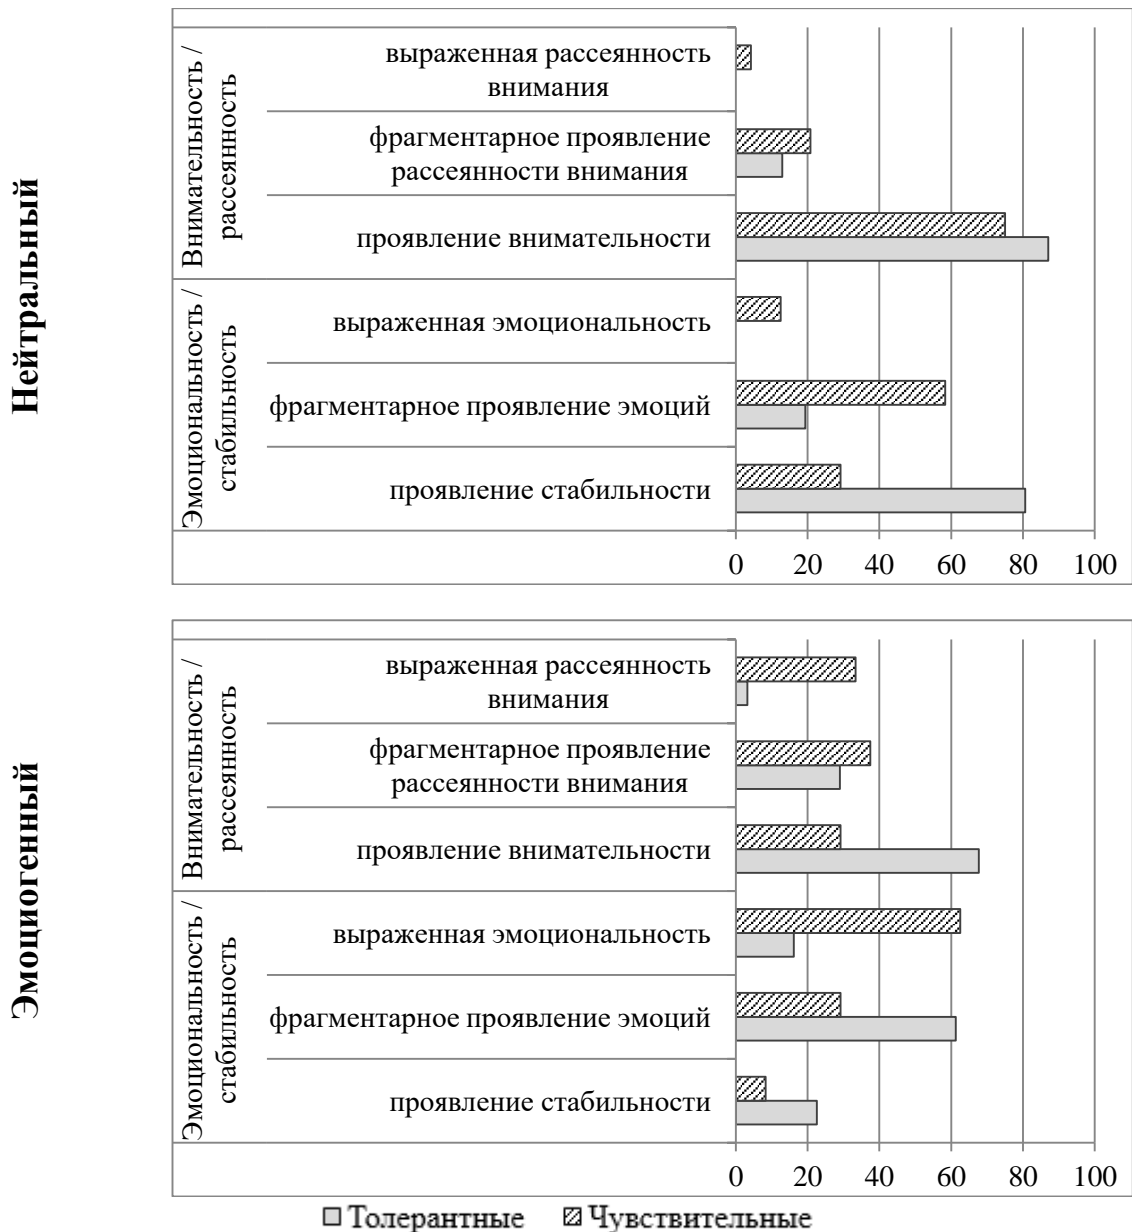 Нейтральный
Внимательность /
рассеянность
выраженная рассеянность
внимания
фрагментарное проявление
рассеянности внимания
проявление внимательности
Эмоциональность /
стабильность
выраженная эмоциональность
фрагментарное проявление эмоций
проявление стабильности
0 20 40 60 80 100
Эмоциогенный
Внимательность /
рассеянность
выраженная рассеянность
внимания
фрагментарное проявление
рассеянности внимания
проявление внимательности
Эмоциональность /
стабильность
выраженная эмоциональность
фрагментарное проявление эмоций
проявление стабильности
0 20 40 60 80 100
Толерантные Чувствительные